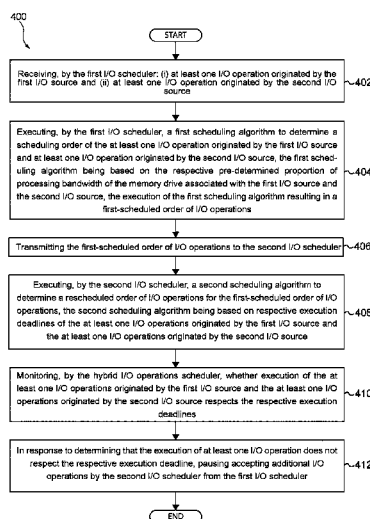 400
START
Receiving, by the first I/O scheduler: (i) at least one I/O operation originated by the
first I/O source and (ii) at least one I/O operation originated by the second I/O
source
402
Executing, by the first I/O scheduler, a first scheduling algorithm to determine a
scheduling order of the at least one I/O operation originated by the first I/O source
and at least one I/O operation originated by the second I/O source, the first sched-
uling algorithm being based on the respective pre-determined proportion of
processing bandwidth of the memory drive associated with the first I/O source and
the second I/O source, the execution of the first scheduling algorithm resulting in a
first-scheduled order of I/O operations
404
Transmitting the first-scheduled order of I/O operations to the second I/O scheduler
406
Executing, by the second I/O scheduler, a second scheduling algorithm to
determine a rescheduled order of I/O operations for the first-scheduled order of I/O
operations, the second scheduling algorithm being based on respective execution
deadlines of the at least one I/O operations originated by the first I/O source and
the at least one I/O operations originated by the second I/O source
408
Monitoring, by the hybrid I/O operations scheduler, whether execution of the at
least one I/O operations originated by the first I/O source and the at least one I/O
operations originated by the second I/O source respects the respective execution
deadlines
410
In response to determining that the execution of at least one I/O operation does not
respect the respective execution deadline, pausing accepting additional I/O
operations by the second I/O scheduler from the first I/O scheduler
412
END